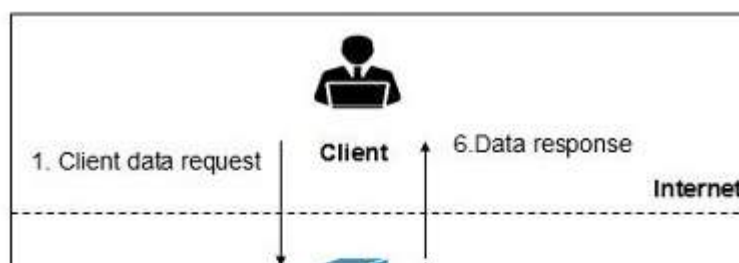 1. Client data request
Client
6.Data response
Internet